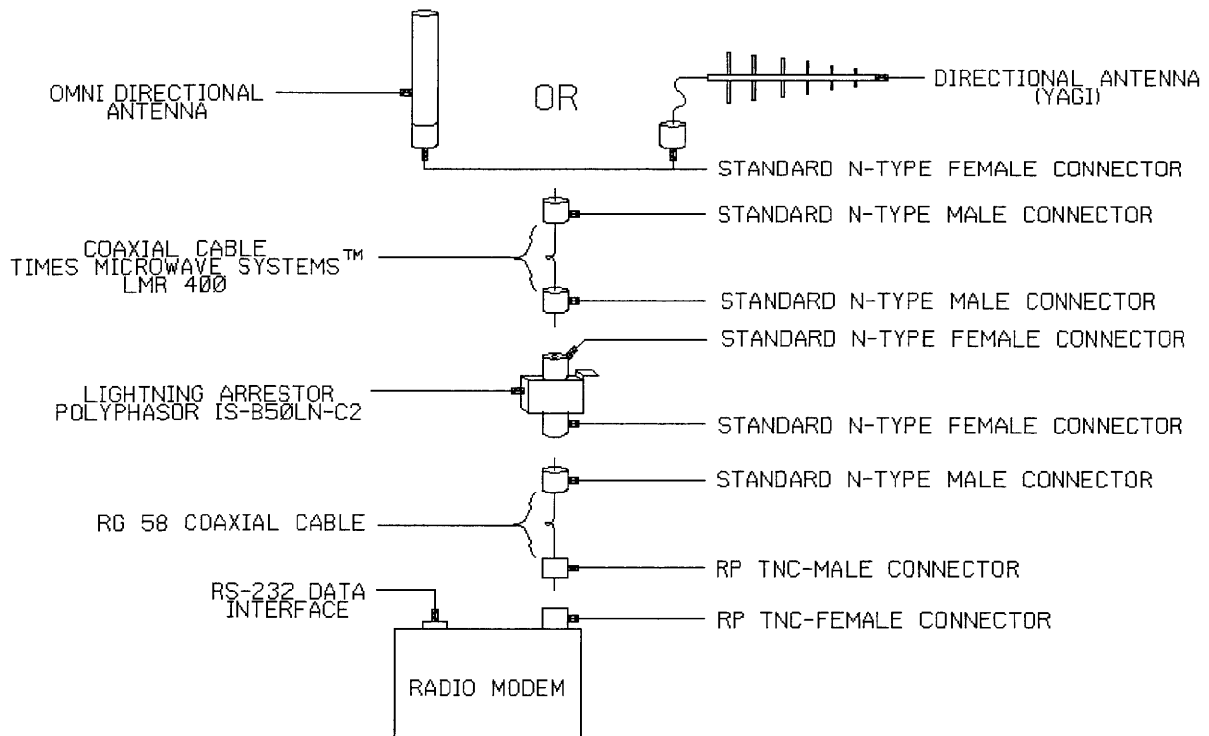 OMNI DIRECTIONAL
ANTENNA
OR
DIRECTIONAL ANTENNA
(YAGI)
STANDARD N-TYPE FEMALE CONNECTOR
STANDARD N-TYPE MALE CONNECTOR
COAXIAL CABLE
TIMES MICROWAVE SYSTEMS™
LMR 400
STANDARD N-TYPE MALE CONNECTOR
STANDARD N-TYPE FEMALE CONNECTOR
LIGHTNING ARRESTOR
POLYPHASOR IS-B50LN-C2
STANDARD N-TYPE FEMALE CONNECTOR
STANDARD N-TYPE MALE CONNECTOR
RG 58 COAXIAL CABLE
RP TNC-MALE CONNECTOR
RS-232 DATA
INTERFACE
RP TNC-FEMALE CONNECTOR
RADIO MODEM